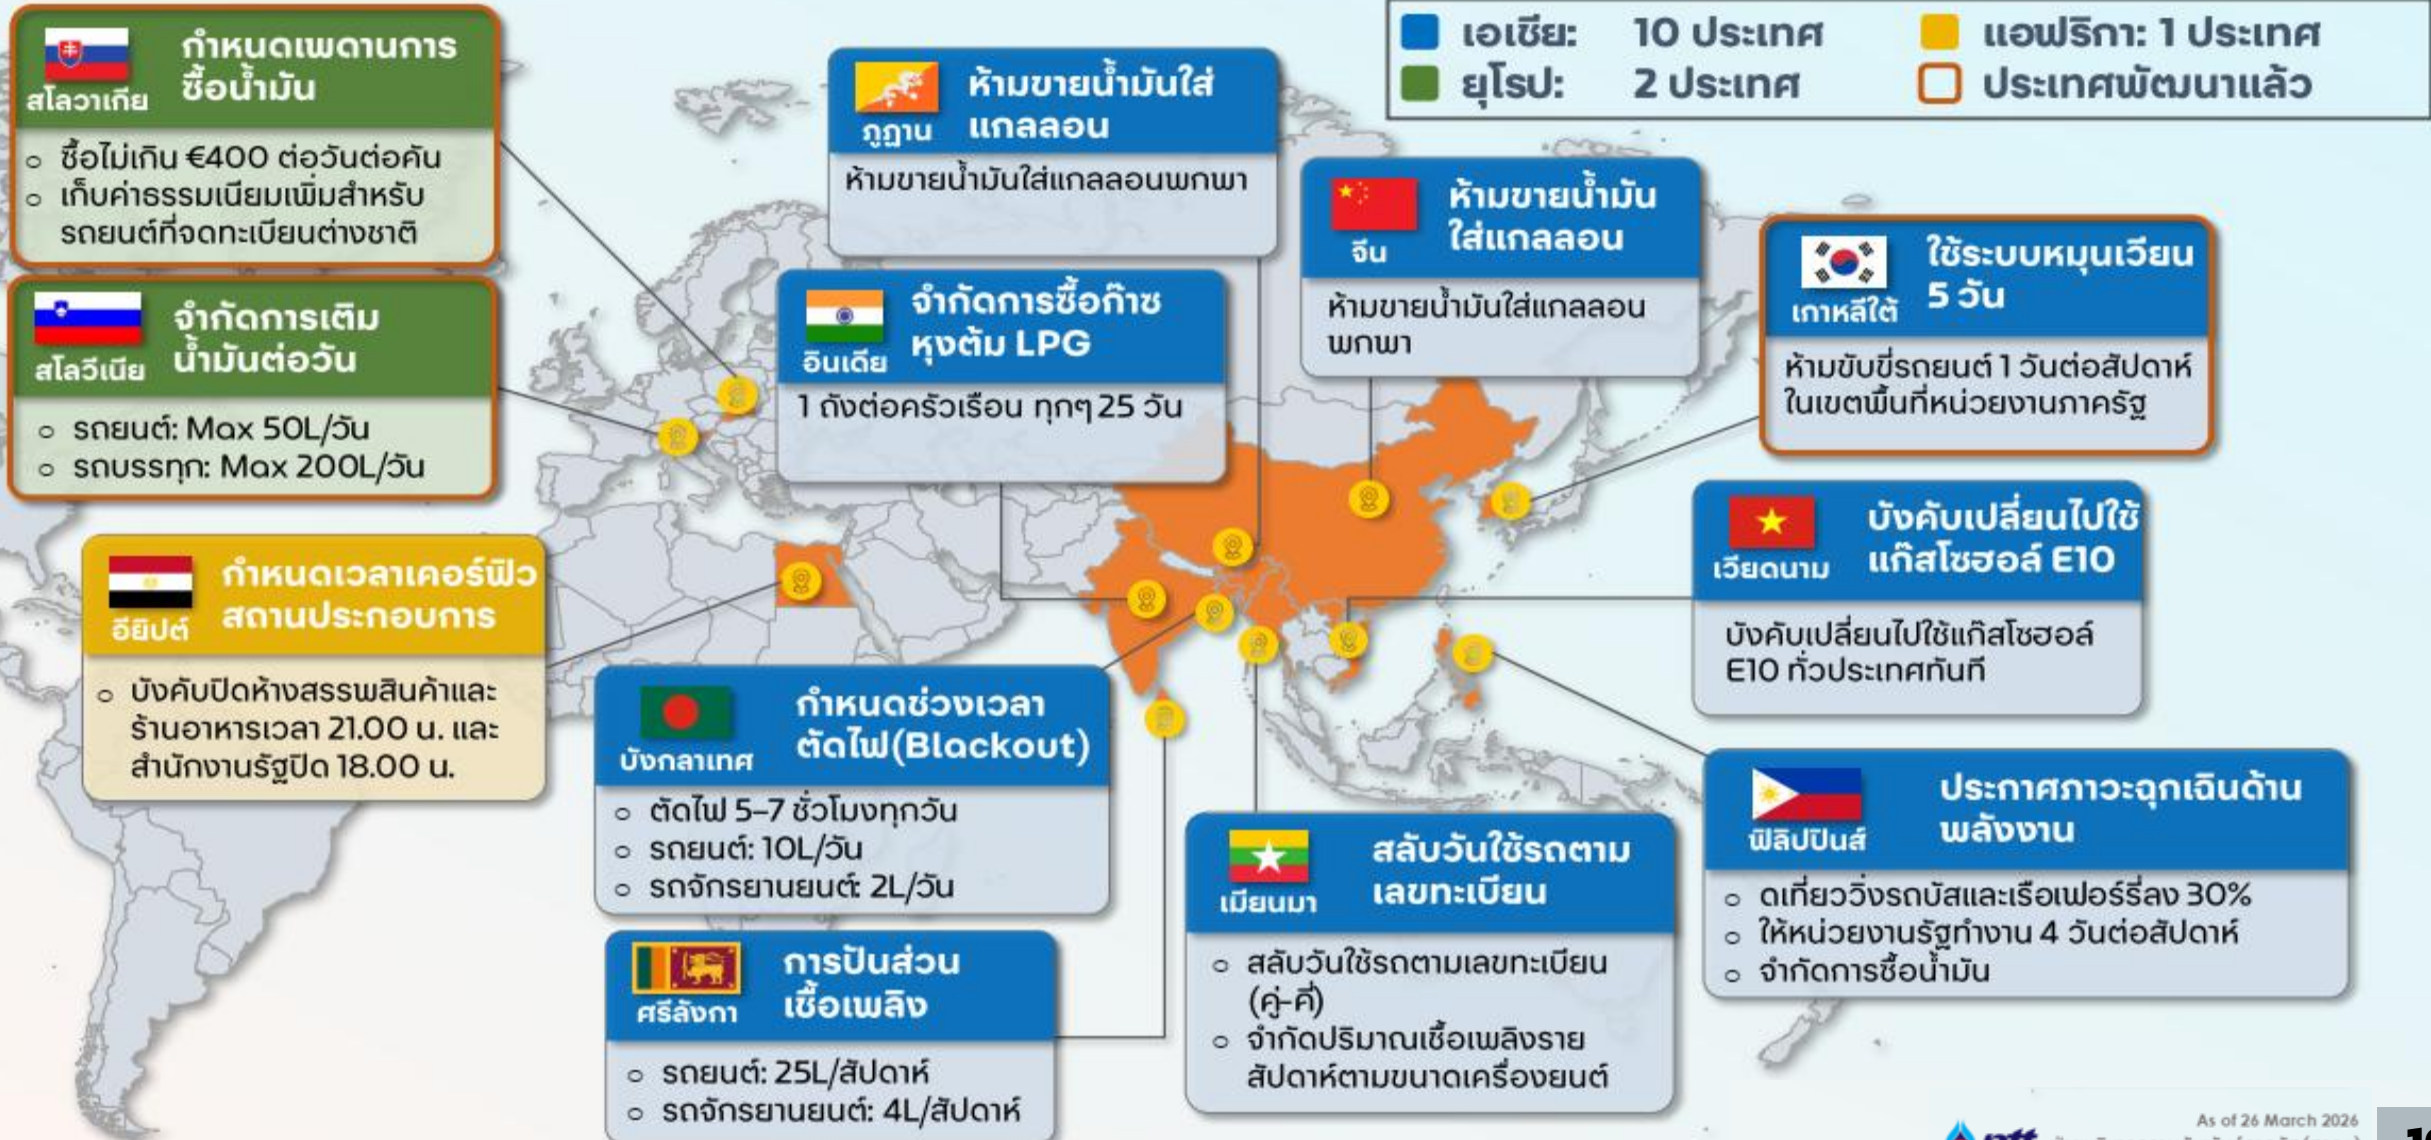 เอเชีย: 10 ประเทศ
แอฟริกา: 1 ประเทศ
ยุโรป: 2 ประเทศ
ประเทศพัฒนาแล้ว
สโลวาเกีย
กำหนดเพดานการ
ซื้อน้ำมัน
ซื้อไม่เกิน €400 ต่อวันต่อคัน
เก็บค่าธรรมเนียมเพิ่มสำหรับ
รถยนต์ที่จดทะเบียนต่างชาติ
สโลวีเนีย
จำกัดการเติม
น้ำมันต่อวัน
รถยนต์: Max 50L/วัน
รถบรรทุก: Max 200L/วัน
อียิปต์
กำหนดเวลาเคอร์ฟิว
สถานประกอบการ
บังคับปิดห้างสรรพสินค้าและ
ร้านอาหารเวลา 21.00 น. และ
สำนักงานรัฐปิด 18.00 น.
ภูฏาน
ห้ามขายน้ำมันใส่
แกลลอน
ห้ามขายน้ำมันใส่แกลลอนพกพา
อินเดีย
จำกัดการซื้อก๊าซ
หุงต้ม LPG
1 ถังต่อครัวเรือน ทุกๆ 25 วัน
จีน
ห้ามขายน้ำมัน
ใส่แกลลอน
ห้ามขายน้ำมันใส่แกลลอน
พกพา
เกาหลีใต้
ใช้ระบบหมุนเวียน
5 วัน
ห้ามขับขี่รถยนต์ 1 วันต่อสัปดาห์
ในเขตพื้นที่หน่วยงานภาครัฐ
เวียดนาม
บังคับเปลี่ยนไปใช้
แก๊สโซฮอล์ E10
บังคับเปลี่ยนไปใช้แก๊สโซฮอล์
E10 ทั่วประเทศทันที
บังกลาเทศ
กำหนดช่วงเวลา
ตัดไฟ(Blackout)
ตัดไฟ 5–7 ชั่วโมงทุกวัน
รถยนต์: 10L/วัน
รถจักรยานยนต์: 2L/วัน
ศรีลังกา
การปันส่วน
เชื้อเพลิง
รถยนต์: 25L/สัปดาห์
รถจักรยานยนต์: 4L/สัปดาห์
เมียนมา
สลับวันใช้รถตาม
เลขทะเบียน
สลับวันใช้รถตามเลขทะเบียน
(คู่-คี่)
จำกัดปริมาณเชื้อเพลิงราย
สัปดาห์ตามขนาดเครื่องยนต์
ฟิลิปปินส์
ประกาศภาวะฉุกเฉินด้าน
พลังงาน
ดเที่ยววิ่งรถบัสและเรือเฟอร์รี่ลง 30%
ให้หน่วยงานรัฐทำงาน 4 วันต่อสัปดาห์
จำกัดการซื้อน้ำมัน
As of 26 March 2026
ptt